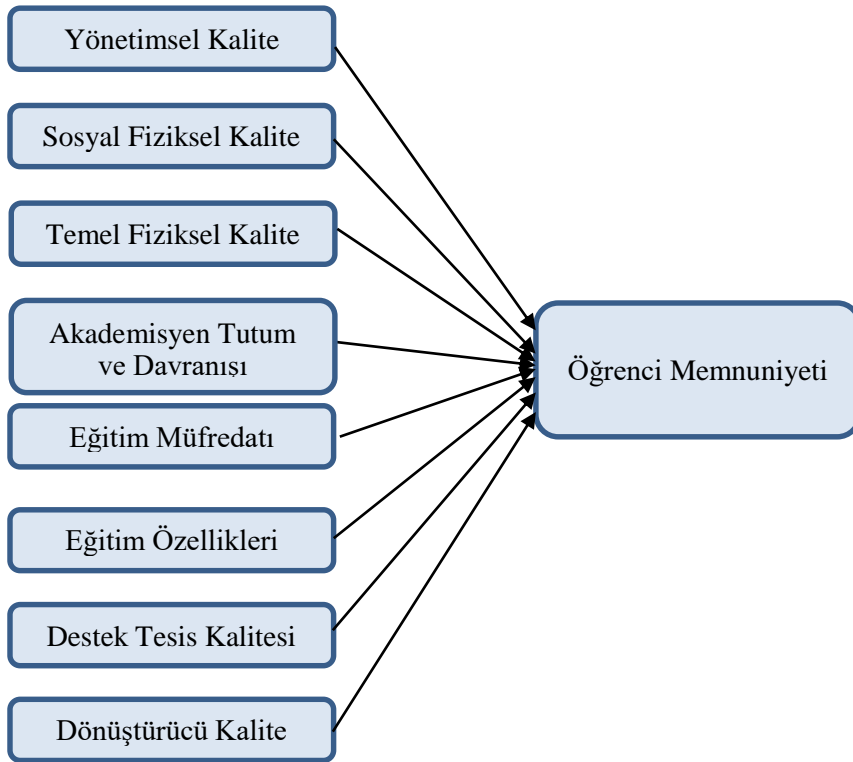 Yönetimsel Kalite
Sosyal Fiziksel Kalite
Temel Fiziksel Kalite
Akademisyen Tutum
ve Davranışı
Eğitim Müfredatı
Eğitim Özellikleri
Destek Tesis Kalitesi
Dönüştürücü Kalite
Öğrenci Memnuniyeti